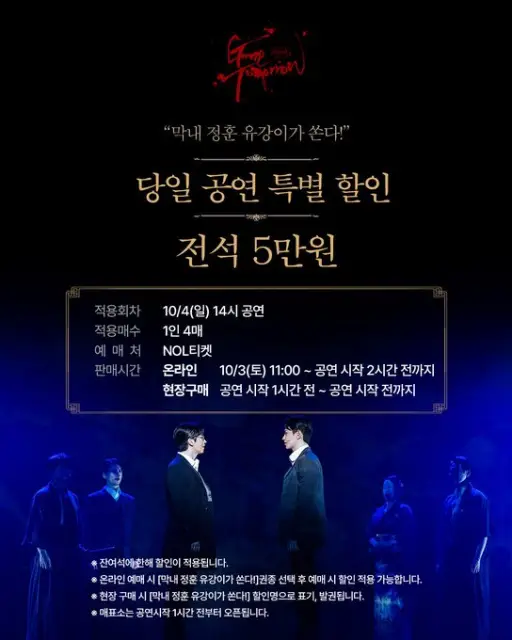 “막내 정훈 유강이가 쏜다!”
당일 공연 특별 할인
전석 5만원
적용회차 10/4(일) 14시 공연
적용매수 1인 4매
예 매 처 NOL티켓
판매시간 온라인 10/3(토) 11:00 ~ 공연 시작 2시간 전까지
현장구매 공연 시작 1시간 전 ~ 공연 시작 전까지
※ 잔여석에 한해 할인이 적용됩니다.
※ 온라인 예매 시 [막내 정훈 유강이가 쏜다!]권종 선택 후 예매 시 할인 적용 가능합니다.
※ 현장 구매 시 [막내 정훈 유강이가 쏜다!] 할인명으로 표기, 발권됩니다.
※ 매표소는 공연시작 1시간 전부터 오픈됩니다.